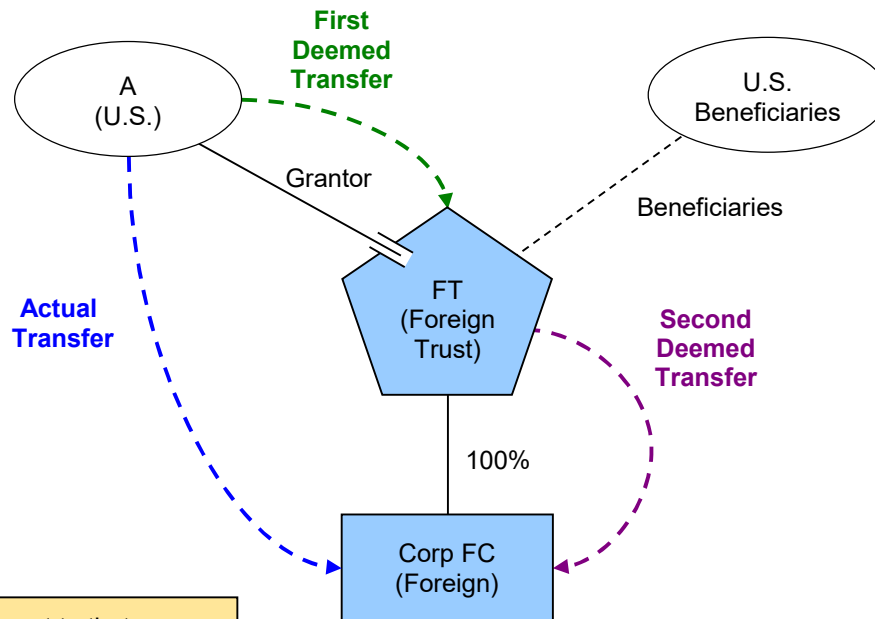 First
Deemed
Transfer
A
(U.S.)
U.S.
Beneficiaries
Grantor
Beneficiaries
FT
(Foreign
Trust)
Actual
Transfer
Second
Deemed
Transfer
100%
Corp FC
(Foreign)